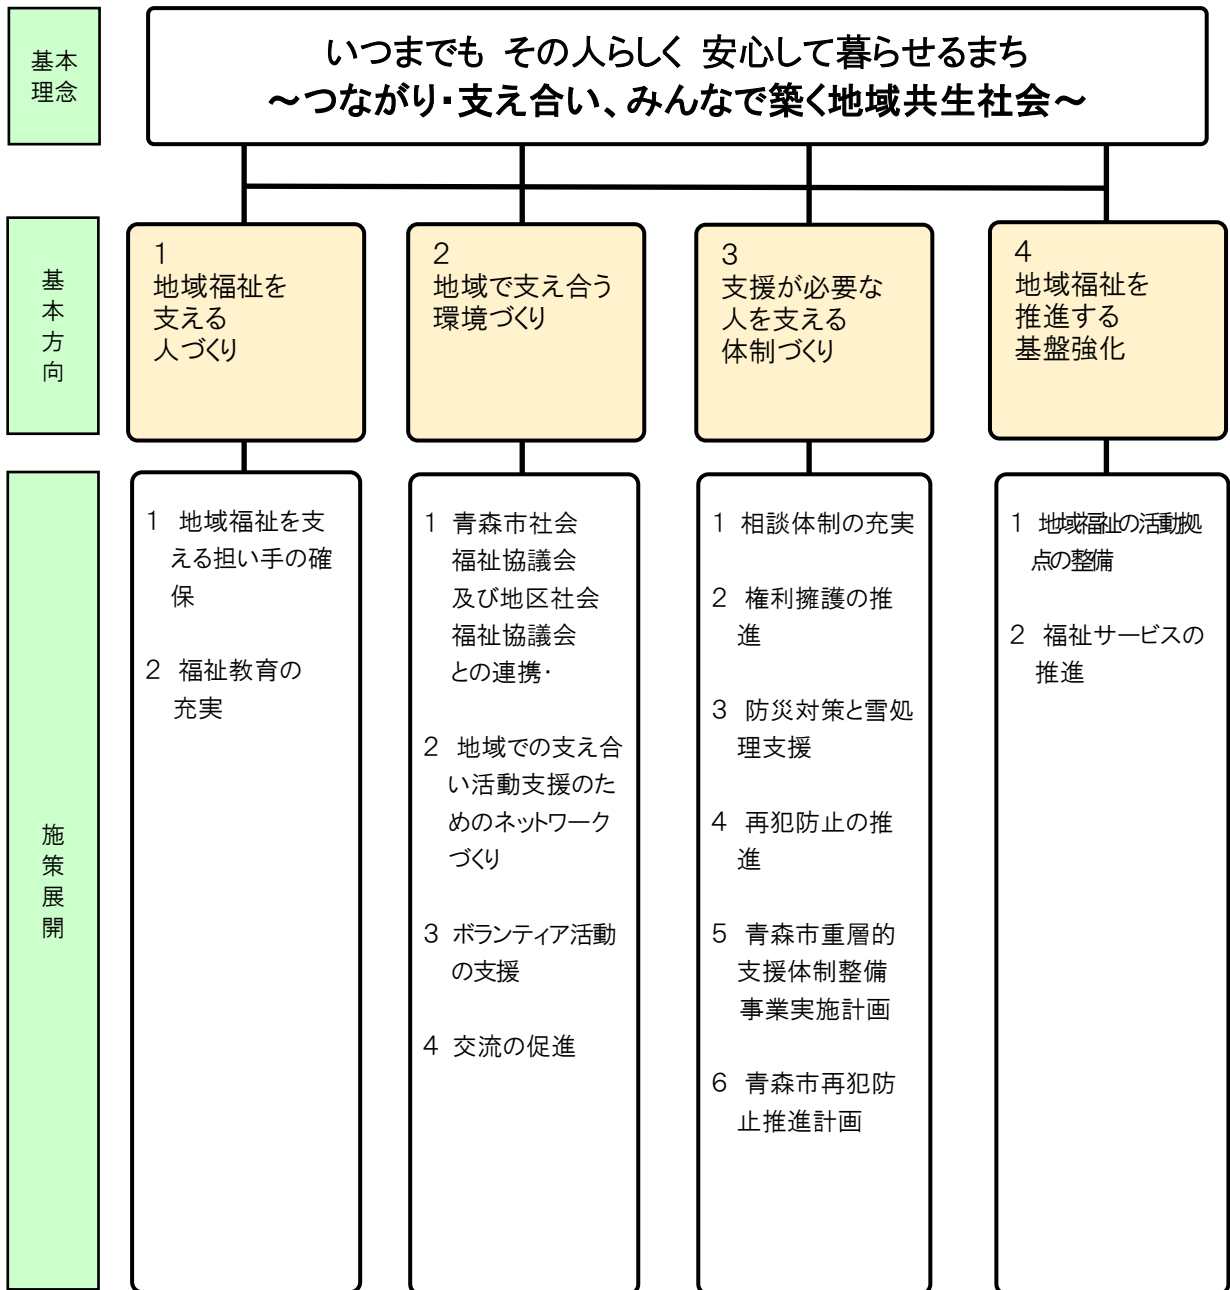 基本
理念
いつまでも その人らしく 安心して暮らせるまち
～つながり・支え合い、みんなで築く地域共生社会～
基
本
方
向
1
地域福祉を
支える
人づくり
2
地域で支え合う
環境づくり
3
支援が必要な
人を支える
体制づくり
4
地域福祉を
推進する
基盤強化
施
策
展
開
1 地域福祉を支
える担い手の確
保
2 福祉教育の
充実
1 青森市社会
福祉協議会
及び地区社会
福祉協議会
との連携・
2 地域での支え合
い活動支援のた
めのネットワーク
づくり
3 ボランティア活動
の支援
4 交流の促進
1 相談体制の充実
2 権利擁護の推
進
3 防災対策と雪処
理支援
4 再犯防止の推
進
5 青森市重層的
支援体制整備
事業実施計画
6 青森市再犯防
止推進計画
1 地域福祉の活動拠
点の整備
2 福祉サービスの
推進